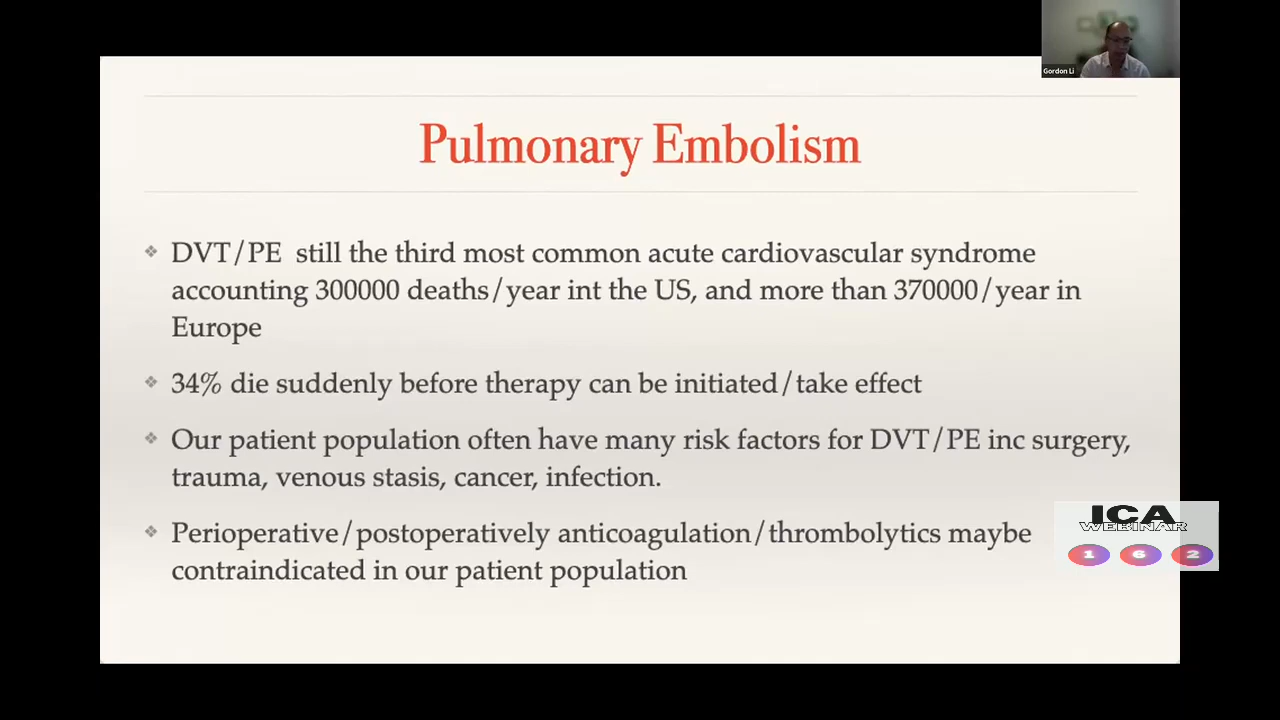 Gordon Li
Pulmonary Embolism
❖ DVT/PE still the third most common acute cardiovascular syndrome
accounting 300000 deaths/year int the US, and more than 370000/year in
Europe
❖ 34% die suddenly before therapy can be initiated/take effect
❖ Our patient population often have many risk factors for DVT/PE inc surgery,
trauma, venous stasis, cancer, infection.
❖ Perioperative/postoperatively anticoagulation/thrombolytics maybe
contraindicated in our patient population
ICA
WEBINAR
1 6 2